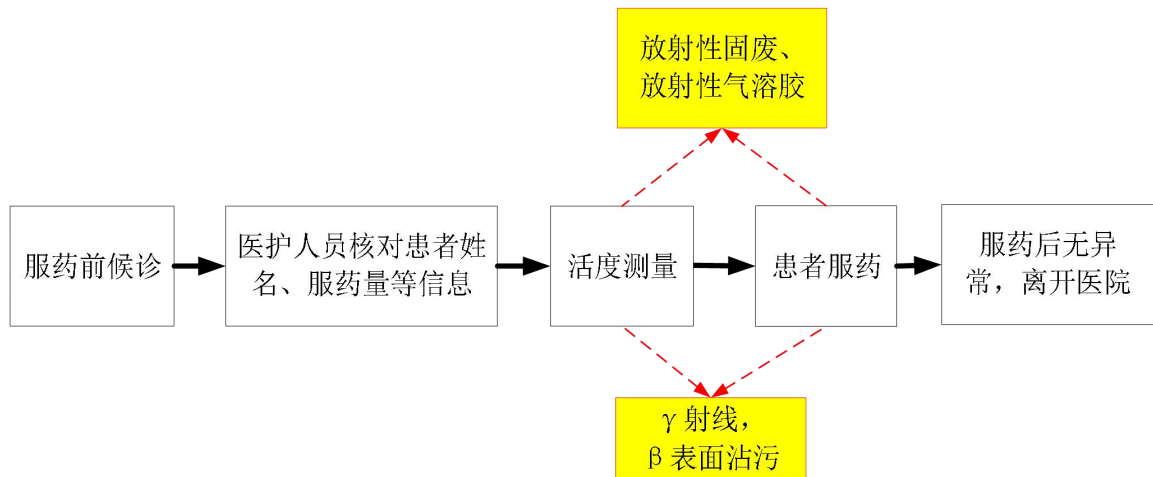 放射性固废、
放射性气溶胶
服药前候诊
医护人员核对患者姓
名、服药量等信息
活度测量
患者服药
服药后无异
常，离开医院
γ射线，
β表面沾污